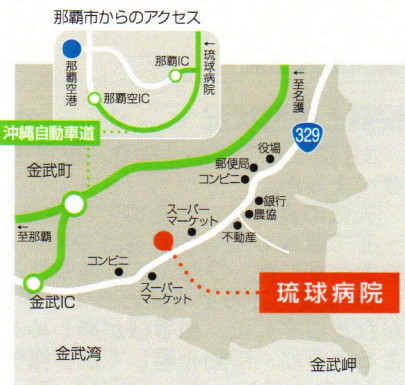 那覇市からのアクセス
那覇空港
那覇IC
那覇空IC
←琉球病院
沖縄自動車道
←至名護
329
役場
郵便局
コンビニ
銀行
農協
不動産
金武町
スーパー
マーケット
←
至那覇
コンビニ
スーパー
マーケット
琉球病院
金武IC
金武湾
金武岬